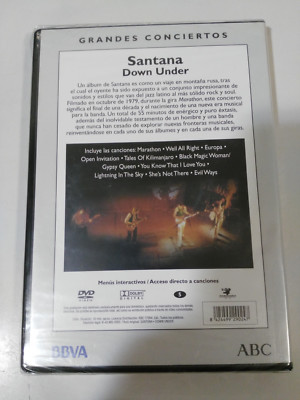 GRANDES CONCIERTOS
Santana
Down Under
Un álbum de Santana es como un viaje en montaña rusa, tras
el cual el oyente ha sido expuesto a un conjunto impresionante de
sonidos y estilos que van del jazz latino al más sólido rock y soul.
Filmado en octubre de 1979, durante la gira Marathon, este concierto
significa el final de una década y el nacimiento de una nueva era musical
para la banda. Un total de 55 minutos de enérgico y puro éxtasis,
además del inolvidable testamento de un hombre y una banda
que nunca han cesado de explorar nuevas fronteras musicales,
reinventándose en cada uno de sus álbumes y en cada una de sus giras.
Incluye las canciones: Marathon • Well All Right • Europa •
Open Invitation • Tales Of Kilimanjaro • Black Magic Woman/
Gypsy Queen • You Know That I Love You •
Lightning In The Sky • She's Not There • Evil Ways
Menús interactivos / Acceso directo a canciones
DVD
VIDEO
DOLBY
DIGITAL
5
BBVA
ABC